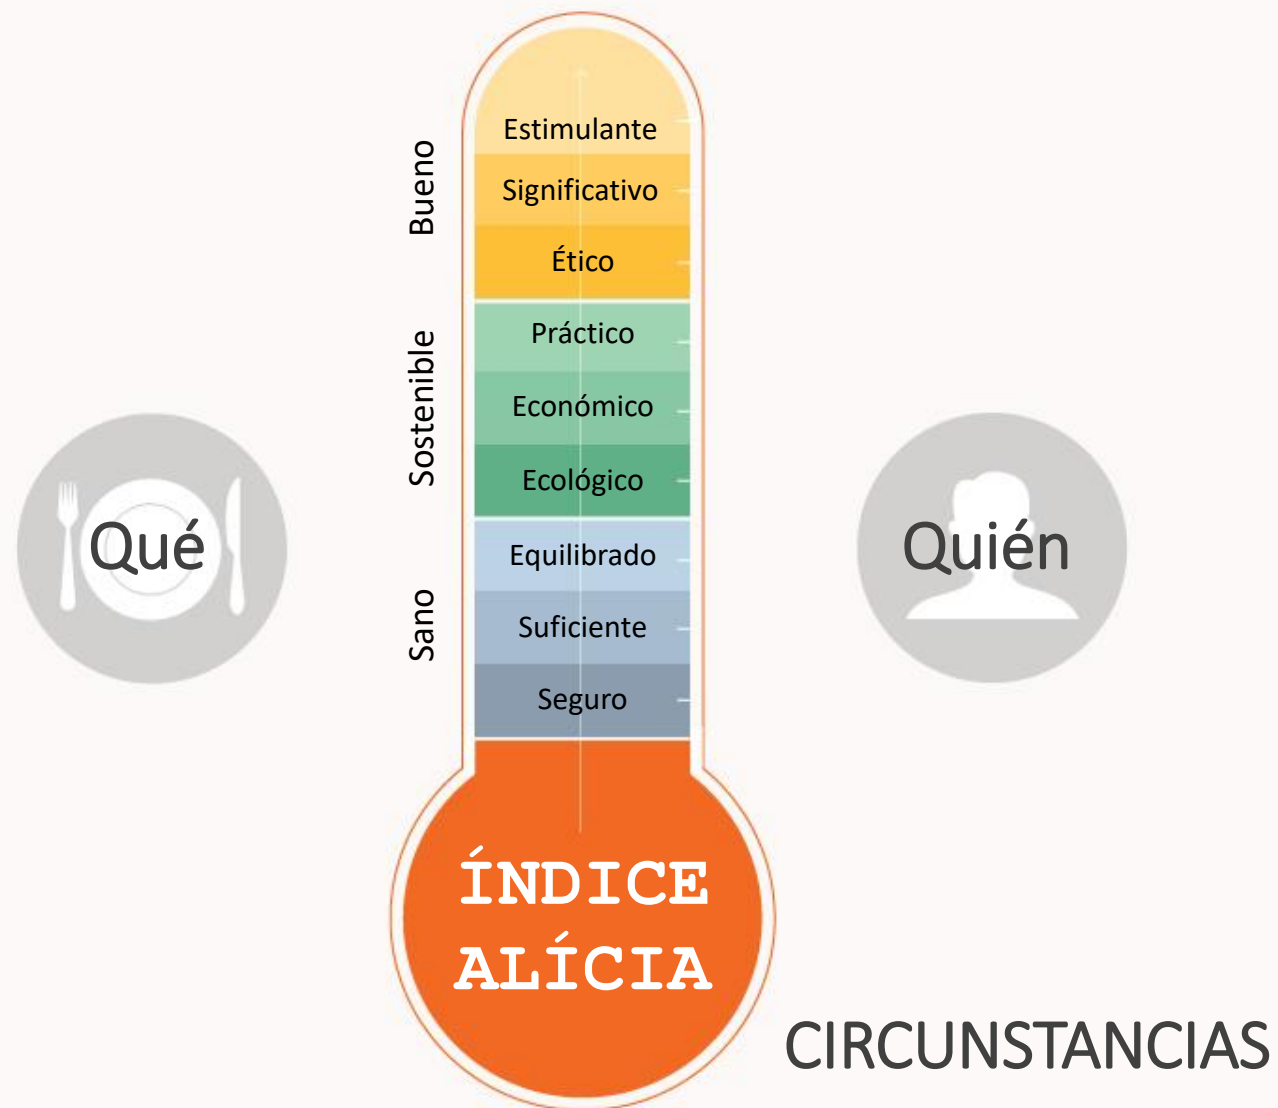 Bueno
Estimulante
Significativo
Ético
Sostenible
Práctico
Económico
Ecológico
Sano
Equilibrado
Suficiente
Seguro
Qué
Quién
ÍNDICE
ALÍCIA
CIRCUNSTANCIAS